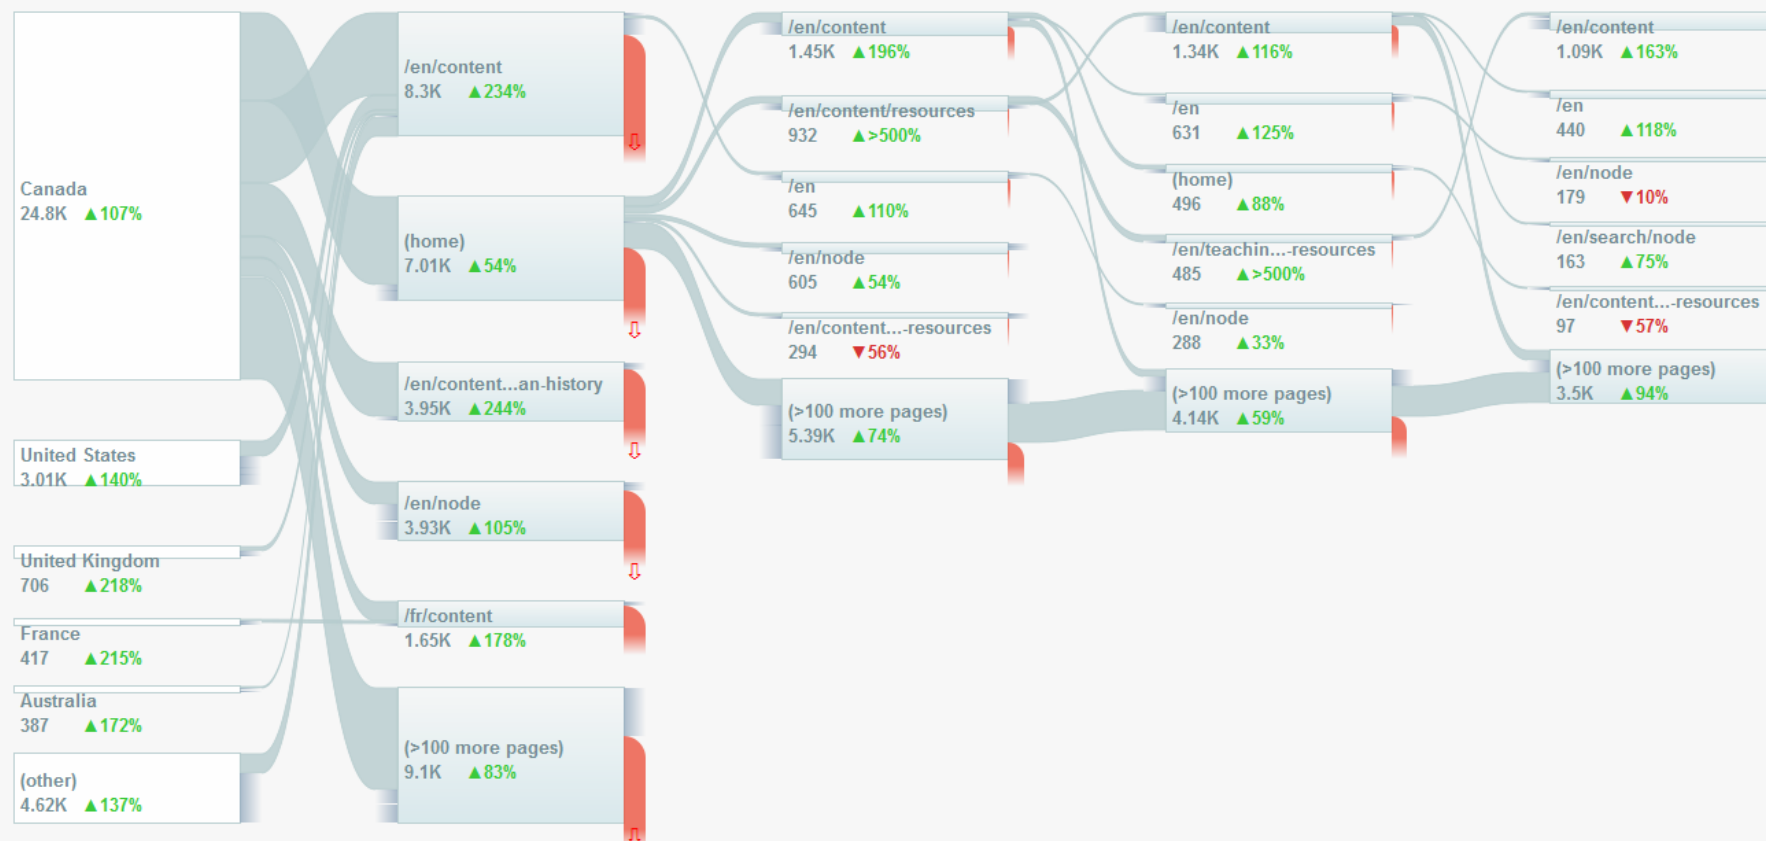 Canada
24.8K ▲107%
United States
3.01K ▲140%
United Kingdom
706 ▲218%
France
417 ▲215%
Australia
387 ▲172%
(other)
4.62K ▲137%
/en/content
8.3K ▲234%
(home)
7.01K ▲54%
/en/content...an-history
3.95K ▲244%
/en/node
3.93K ▲105%
/fr/content
1.65K ▲178%
(>100 more pages)
9.1K ▲83%
/en/content
1.45K ▲196%
/en/content/resources
932 ▲>500%
/en
645 ▲110%
/en/node
605 ▲54%
/en/content...-resources
294 ▼56%
(>100 more pages)
5.39K ▲74%
/en/content
1.34K ▲116%
/en
631 ▲125%
(home)
496 ▲88%
/en/teachin...-resources
485 ▲>500%
/en/node
288 ▲33%
(>100 more pages)
4.14K ▲59%
/en/content
1.09K ▲163%
/en
440 ▲118%
/en/node
179 ▼10%
/en/search/node
163 ▲75%
/en/content...-resources
97 ▼57%
(>100 more pages)
3.5K ▲94%